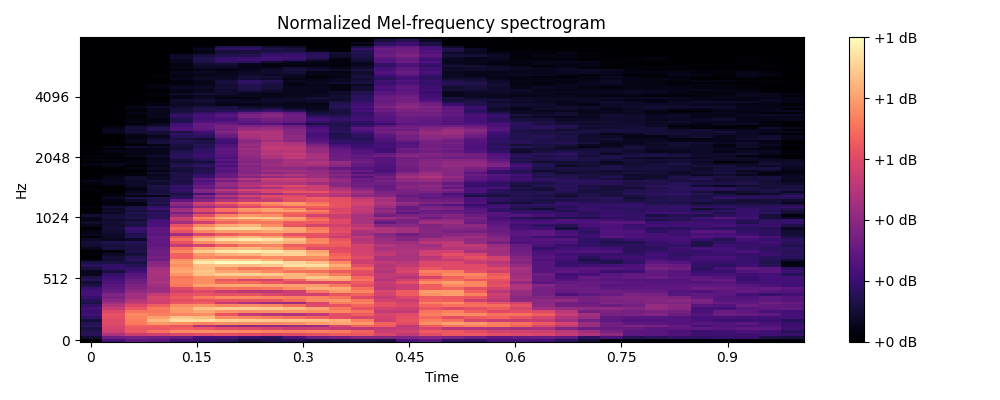 Normalized Mel-frequency spectrogram
Hz
4096
2048
1024
512
0
0
0.15
0.3
0.45
0.6
0.75
0.9
Time
+1 dB
+1 dB
+1 dB
+0 dB
+0 dB
+0 dB